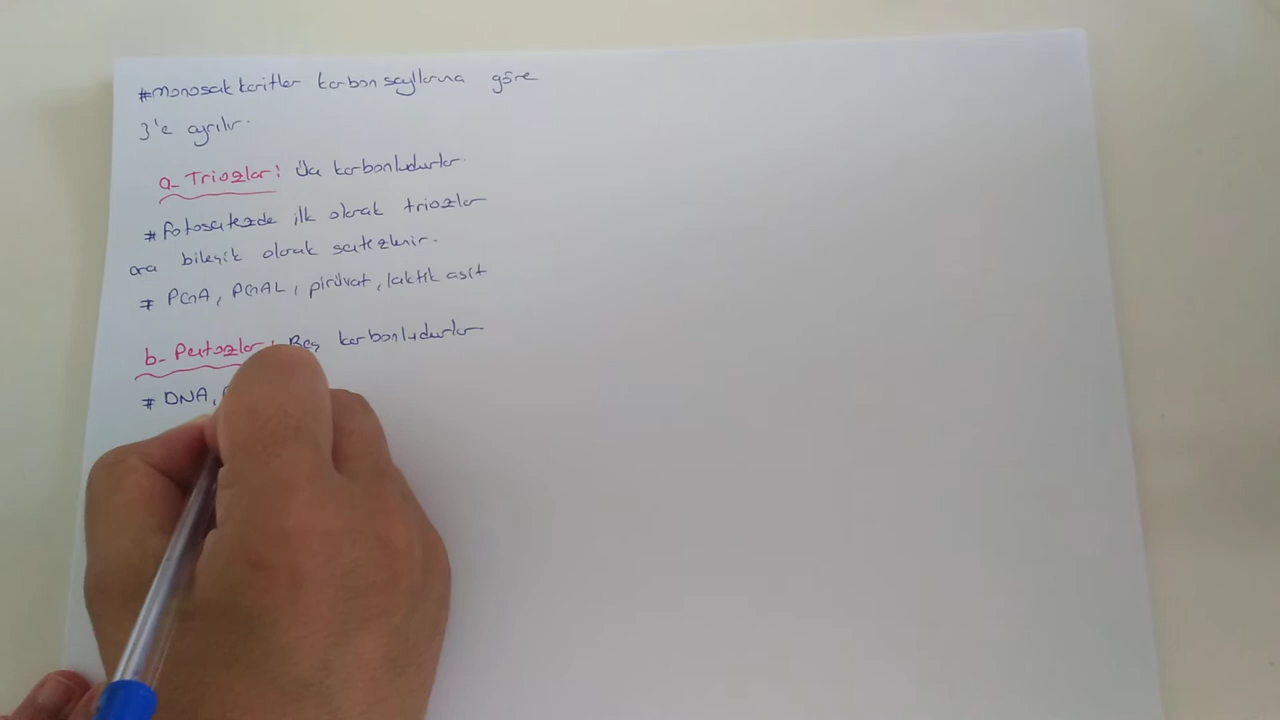 #Monosakkaritler karbon sayılarına göre
3'e ayrılır.
a- Triozlar: Üç karbonludurlar.
# Fotosentezde ilk olarak triozlar
ara bileşik olarak sentezlenir.
# PGA, PGAL, pirüvat, laktik asit
b- Pentozlar: Beş karbonludurlar
# DNA,